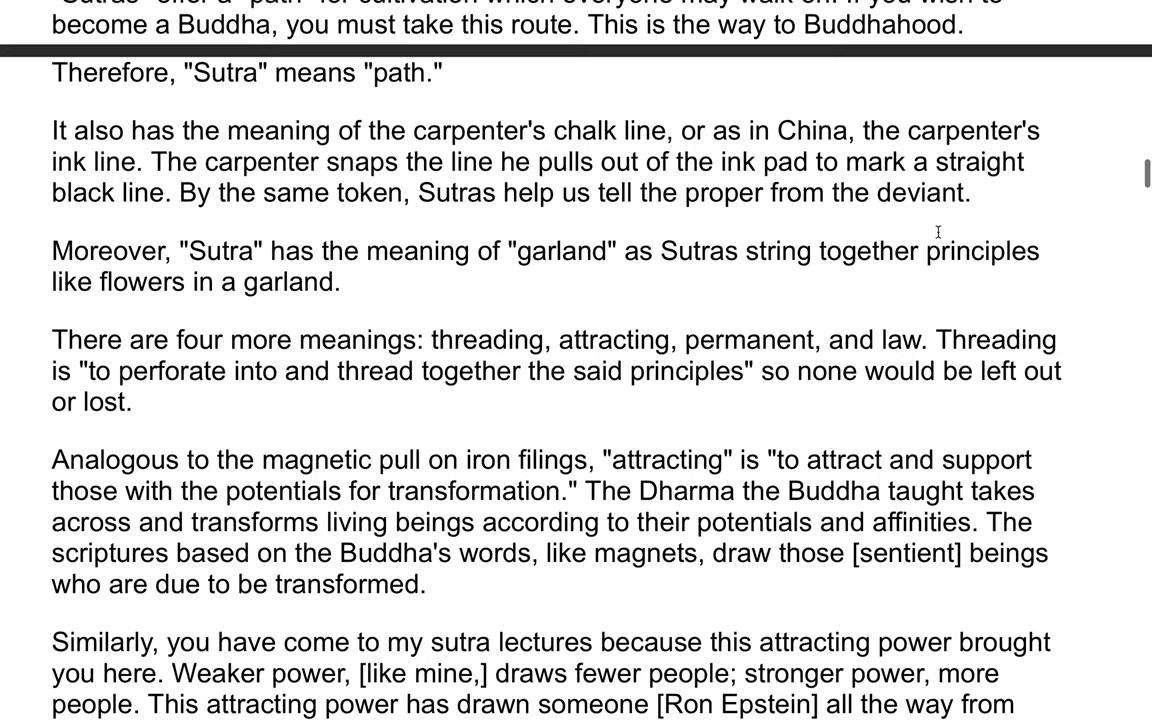 become a Buddha, you must take this route. This is the way to Buddhahood.
Therefore, "Sutra" means "path."
It also has the meaning of the carpenter's chalk line, or as in China, the carpenter's
ink line. The carpenter snaps the line he pulls out of the ink pad to mark a straight
black line. By the same token, Sutras help us tell the proper from the deviant.
Moreover, "Sutra" has the meaning of "garland" as Sutras string together principles
like flowers in a garland.
There are four more meanings: threading, attracting, permanent, and law. Threading
is "to perforate into and thread together the said principles" so none would be left out
or lost.
Analogous to the magnetic pull on iron filings, "attracting" is "to attract and support
those with the potentials for transformation." The Dharma the Buddha taught takes
across and transforms living beings according to their potentials and affinities. The
scriptures based on the Buddha's words, like magnets, draw those [sentient] beings
who are due to be transformed.
Similarly, you have come to my sutra lectures because this attracting power brought
you here. Weaker power, [like mine,] draws fewer people; stronger power, more
people. This attracting power has drawn someone [Ron Epstein] all the way from